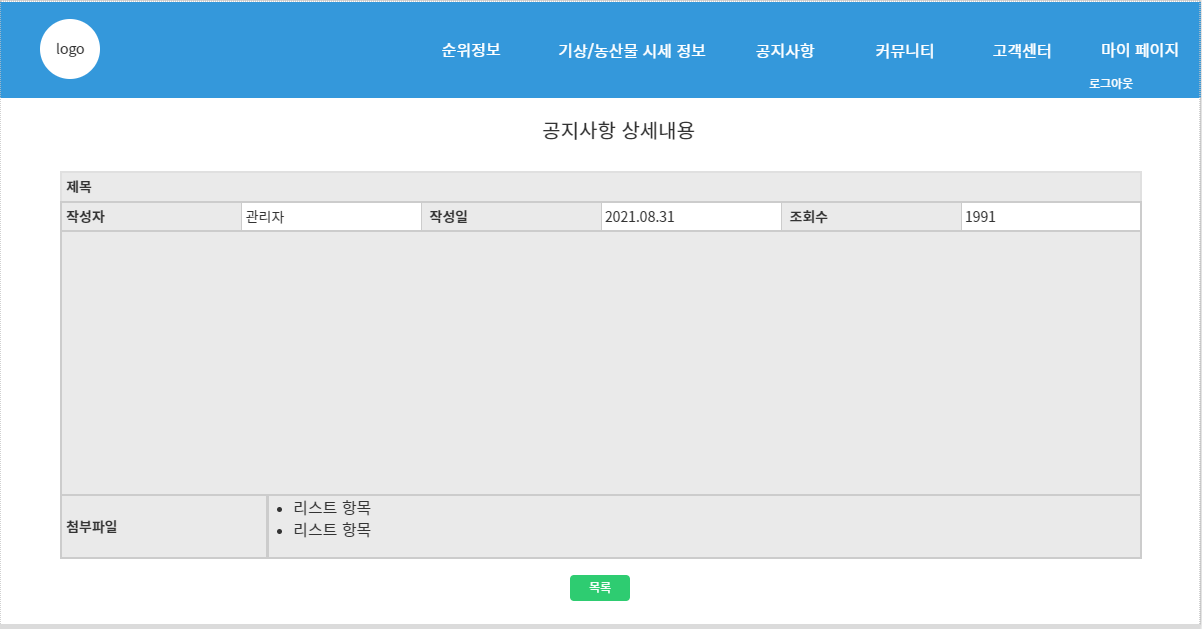 logo
순위정보 기상/농산물 시세 정보 공지사항 커뮤니티 고객센터 마이 페이지
로그아웃
공지사항 상세내용
제목
작성자 관리자 작성일 2021.08.31 조회수 1991
첨부파일
• 리스트 항목
• 리스트 항목
목록